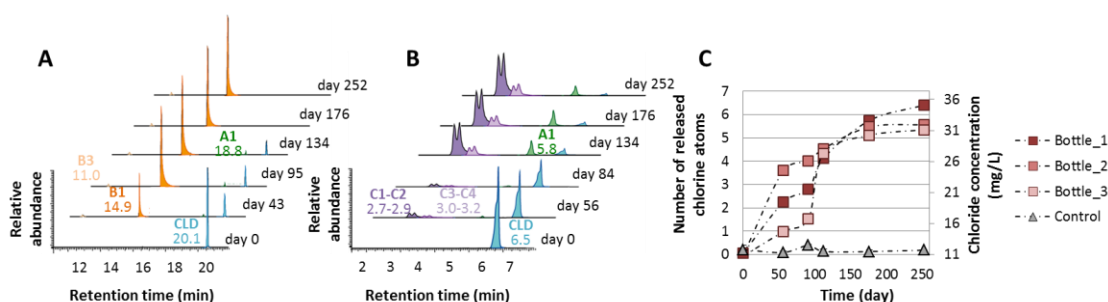 A
day 252
day 176
A1
18.8
day 134
B3
11.0
day 95
B1
14.9
day 43
CLD
20.1
day 0
Relative
abundance
12 14 16 18 20
Retention time (min)
B
day 252
day 176
A1
5.8
day 134
day 84
C1-C2
2.7-2.9
C3-C4
3.0-3.2
day 56
CLD
6.5
day 0
Relative
abundance
2 3 4 5 6 7
Retention time (min)
C
Number of released
chlorine atoms
7
6
5
4
3
2
1
0
36
31
26
21
16
11
Chloride concentration
(mg/L)
0 50 100 150 200 250
Time (day)
Bottle_1
Bottle_2
Bottle_3
Control